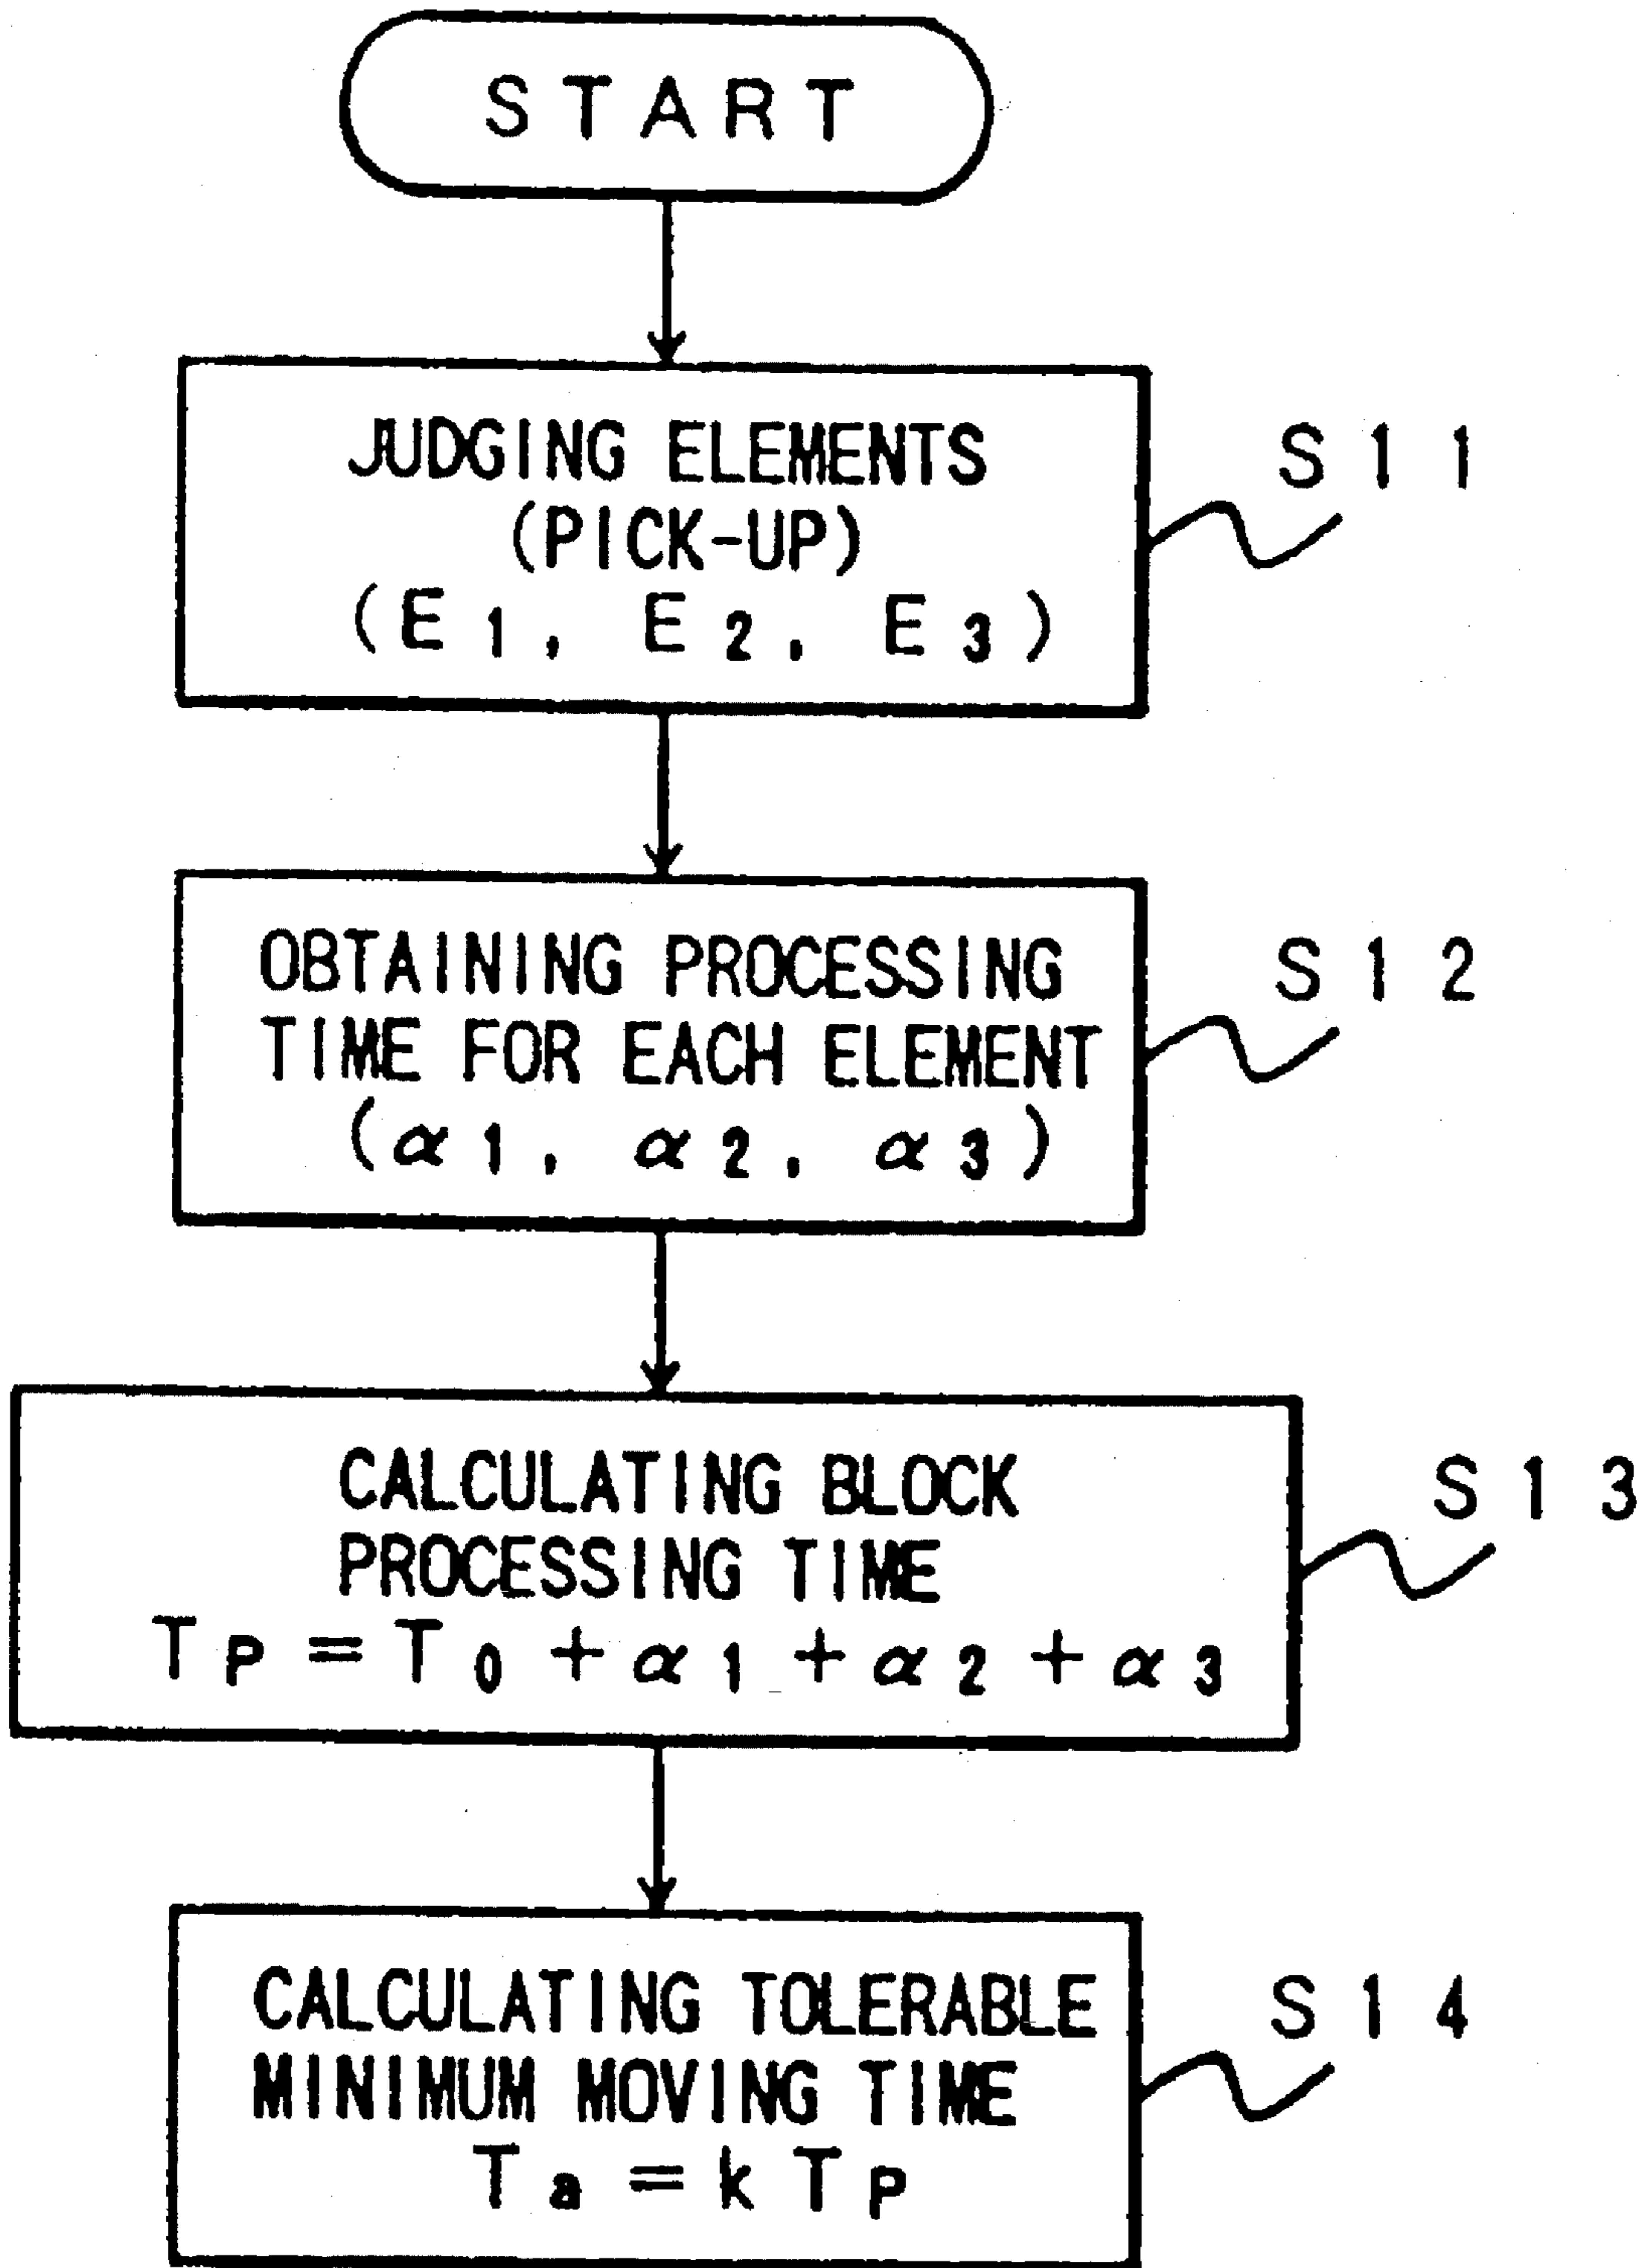 START
JUDGING ELEMENTS
(PICK-UP)
(E1, E2, E3)
S11
OBTAINING PROCESSING
TIME FOR EACH ELEMENT
(α1, α2, α3)
S12
CALCULATING BLOCK
PROCESSING TIME
TP=T0+α1+α2+α3
S13
CALCULATING TOLERABLE
MINIMUM MOVING TIME
Ta=kTP
S14